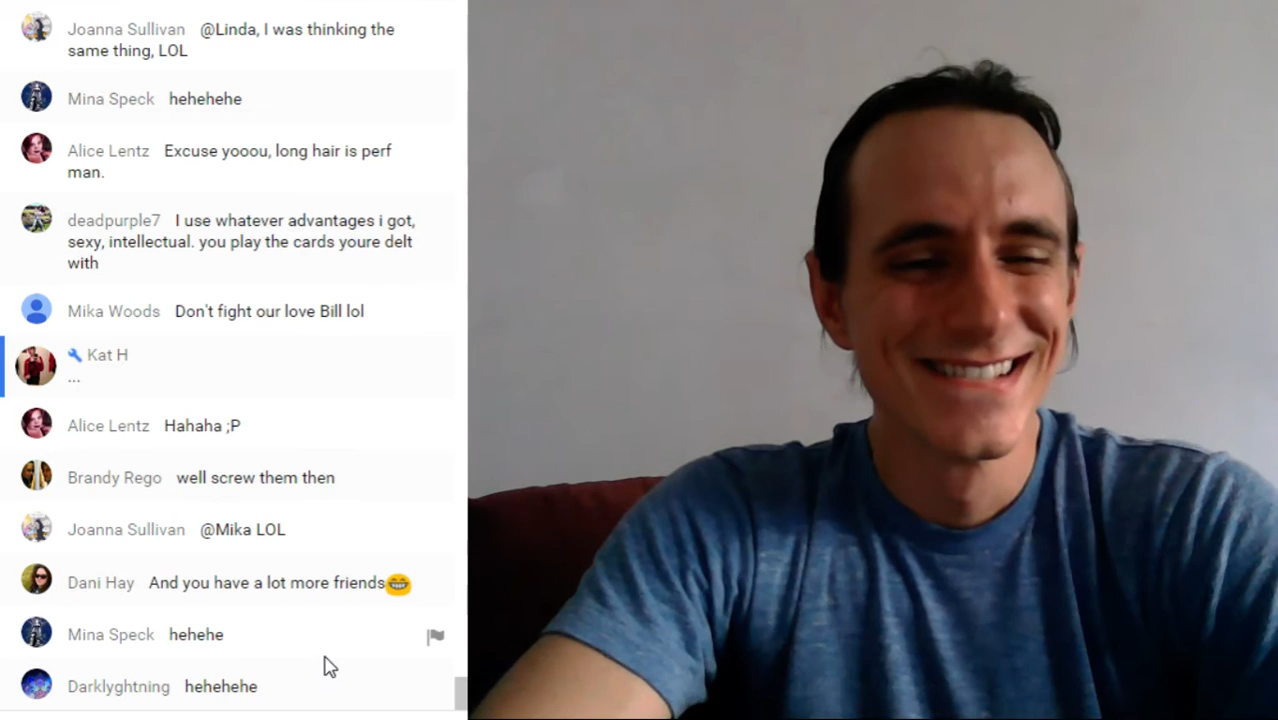 Joanna Sullivan @Linda, I was thinking the
same thing, LOL
Mina Speck hehehehe
Alice Lentz Excuse yooou, long hair is perf
man.
deadpurple7 I use whatever advantages i got,
sexy, intellectual. you play the cards youre delt
with
Mika Woods Don't fight our love Bill lol
Kat H
...
Alice Lentz Hahaha ;P
Brandy Rego well screw them then
Joanna Sullivan @Mika LOL
Dani Hay And you have a lot more friends😁
Mina Speck hehehe
Darklyghtning hehehehe